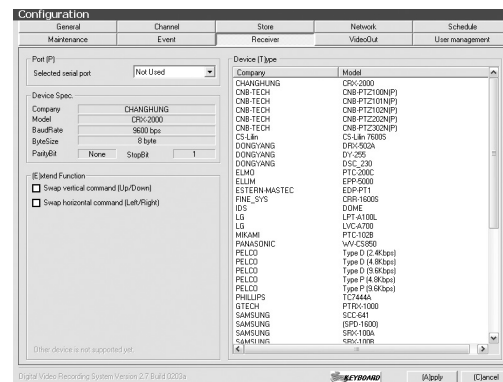 Configuration
General Channel Store Network Schedule
Maintenance Event Receiver VideoOut User management
Port (P)
Selected serial port Not Used
Device Spec.
Company CHANGHUNG
Model CRX-2000
BaudRate 9600 bps
ByteSize 8 byte
ParityBit None StopBit 1
(E)xtend Function
Swap vertical command (Up/Down)
Swap horizontal command (Left/Right)
Other device is not supported yet.
Device (T)ype
Company Model
CHANGHUNG CRX-2000
CNB-TECH CNB-PTZ100N(P)
CNB-TECH CNB-PTZ101N(P)
CNB-TECH CNB-PTZ102N(P)
CNB-TECH CNB-PTZ202N(P)
CNB-TECH CNB-PTZ302N(P)
CS-Lilin CS-Lilin 7600S
DONGYANG DRX-502A
DONGYANG DY-255
DONGYANG DSC_230
ELMO PTC-200C
ELLIM EPP-5000
ESTERN-MASTEC EDP-PT1
FINE_SYS CRR-1600S
IDS DOME
LG LPT-A100L
LG LVC-A700
MIKAMI PTC-102B
PANASONIC WV-CS850
PELCO Type D (2.4Kbps)
PELCO Type D (4.8Kbps)
PELCO Type D (9.6Kbps)
PELCO Type P (4.8Kbps)
PELCO Type P (9.6Kbps)
PHILLIPS TC7444A
GTECH PTRX-1000
SAMSUNG SCC-641
SAMSUNG (SPD-1600)
SAMSUNG SRX-100A
SAMSUNG SRX-100B
Digital Video Recording System Version 2.7 Build 0203a
KEYBOARD (A)pply (C)ancel